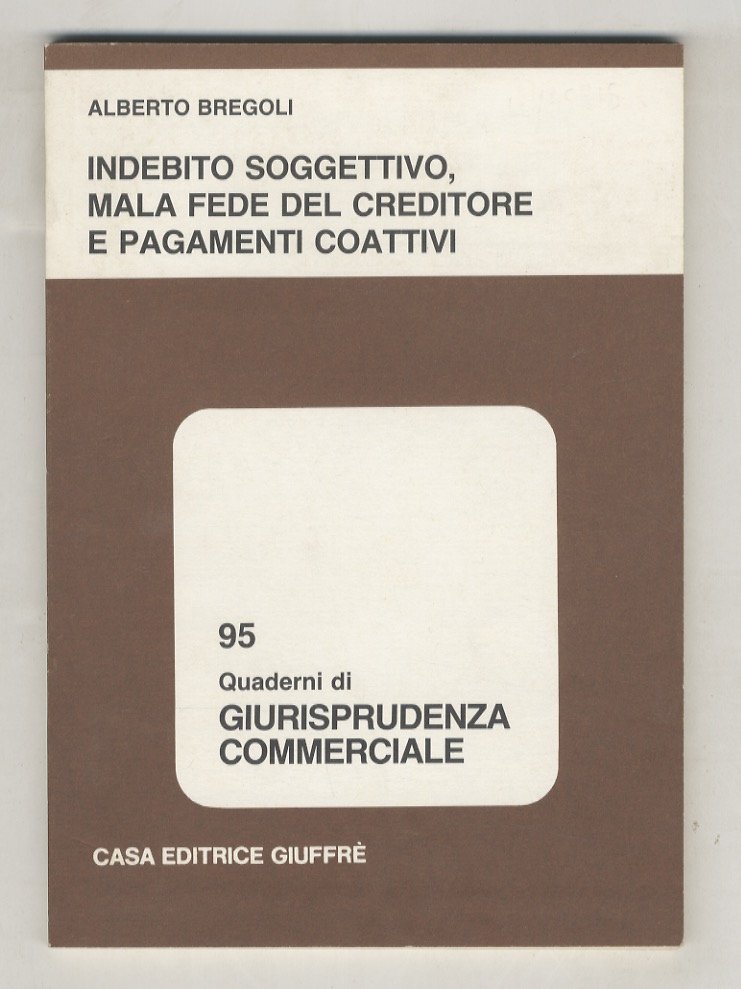 ALBERTO BREGOLI
INDEBITO SOGGETTIVO,
MALA FEDE DEL CREDITORE
E PAGAMENTI COATTIVI
95
Quaderni di
GIURISPRUDENZA
COMMERCIALE
CASA EDITRICE GIUFFRÈ